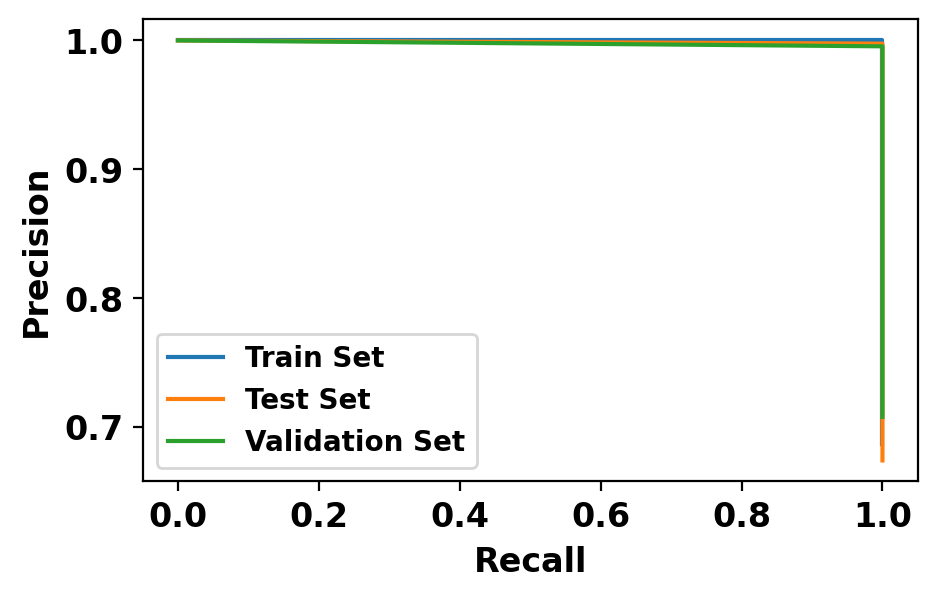 1.0
0.9
0.8
0.7
Precision
Train Set
Test Set
Validation Set
0.0 0.2 0.4 0.6 0.8 1.0
Recall